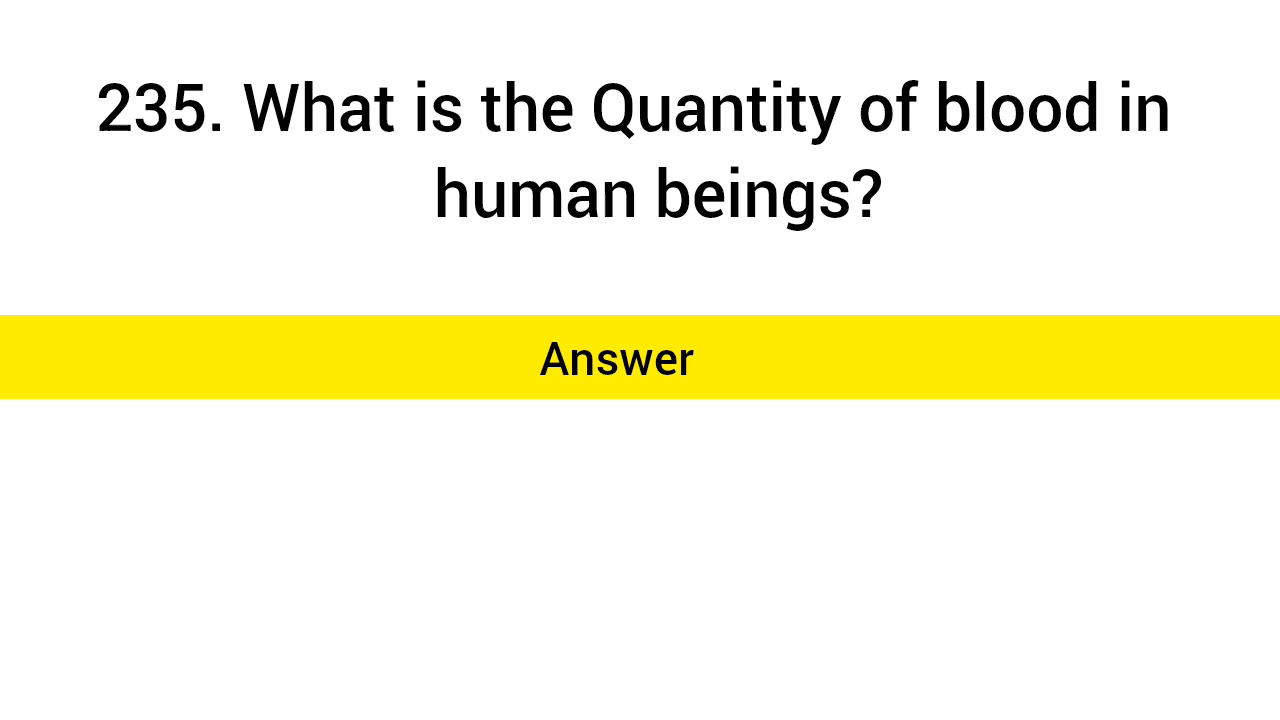 235. What is the Quantity of blood in
human beings?
Answer